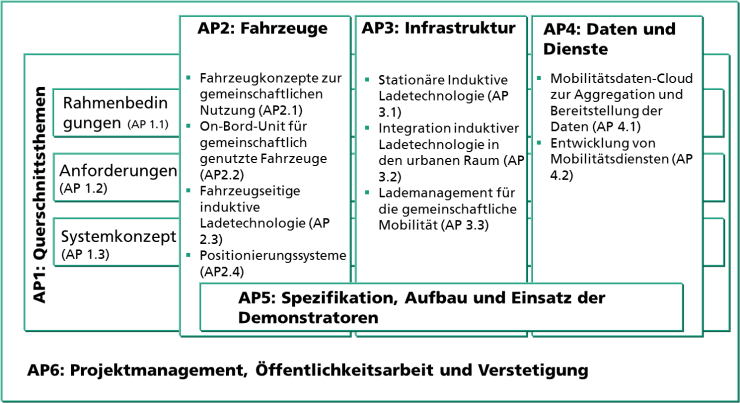 AP2: Fahrzeuge
Fahrzeugkonzepte zur
gemeinschaftlichen
Nutzung (AP2.1)
On-Bord-Unit für
gemeinschaftlich
genutzte Fahrzeuge
(AP2.2)
Fahrzeugseitige
induktive
Ladetechnologie (AP
2.3)
Positionierungssysteme
(AP2.4)
AP3: Infrastruktur
Stationäre Induktive
Ladetechnologie (AP
3.1)
Integration induktiver
Ladetechnologie in
den urbanen Raum (AP
3.2)
Lademanagement für
die gemeinschaftliche
Mobilität (AP 3.3)
AP4: Daten und
Dienste
Mobilitätsdaten-Cloud
zur Aggregation und
Bereitstellung der
Daten (AP 4.1)
Entwicklung von
Mobilitätsdiensten (AP
4.2)
AP1: Querschnittsthemen
Rahmenbedin
gungen (AP 1.1)
Anforderungen
(AP 1.2)
Systemkonzept
(AP 1.3)
AP5: Spezifikation, Aufbau und Einsatz der
Demonstratoren
AP6: Projektmanagement, Öffentlichkeitsarbeit und Verstetigung